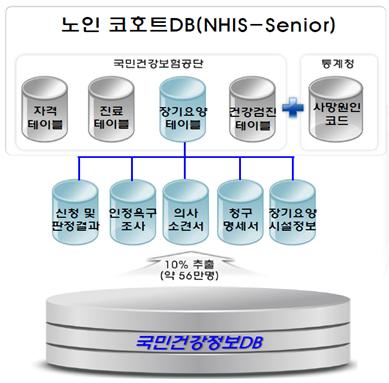 노인 코호트DB(NHIS-Senior)
국민건강보험공단
통계청
자격
테이블
진료
테이블
장기요양
테이블
건강검진
테이블
사망원인
코드
신청 및
판정결과
인정욕구
조사
의사
소견서
청구
명세서
장기요양
시설정보
10% 추출
(약 56만명)
국민건강정보DB